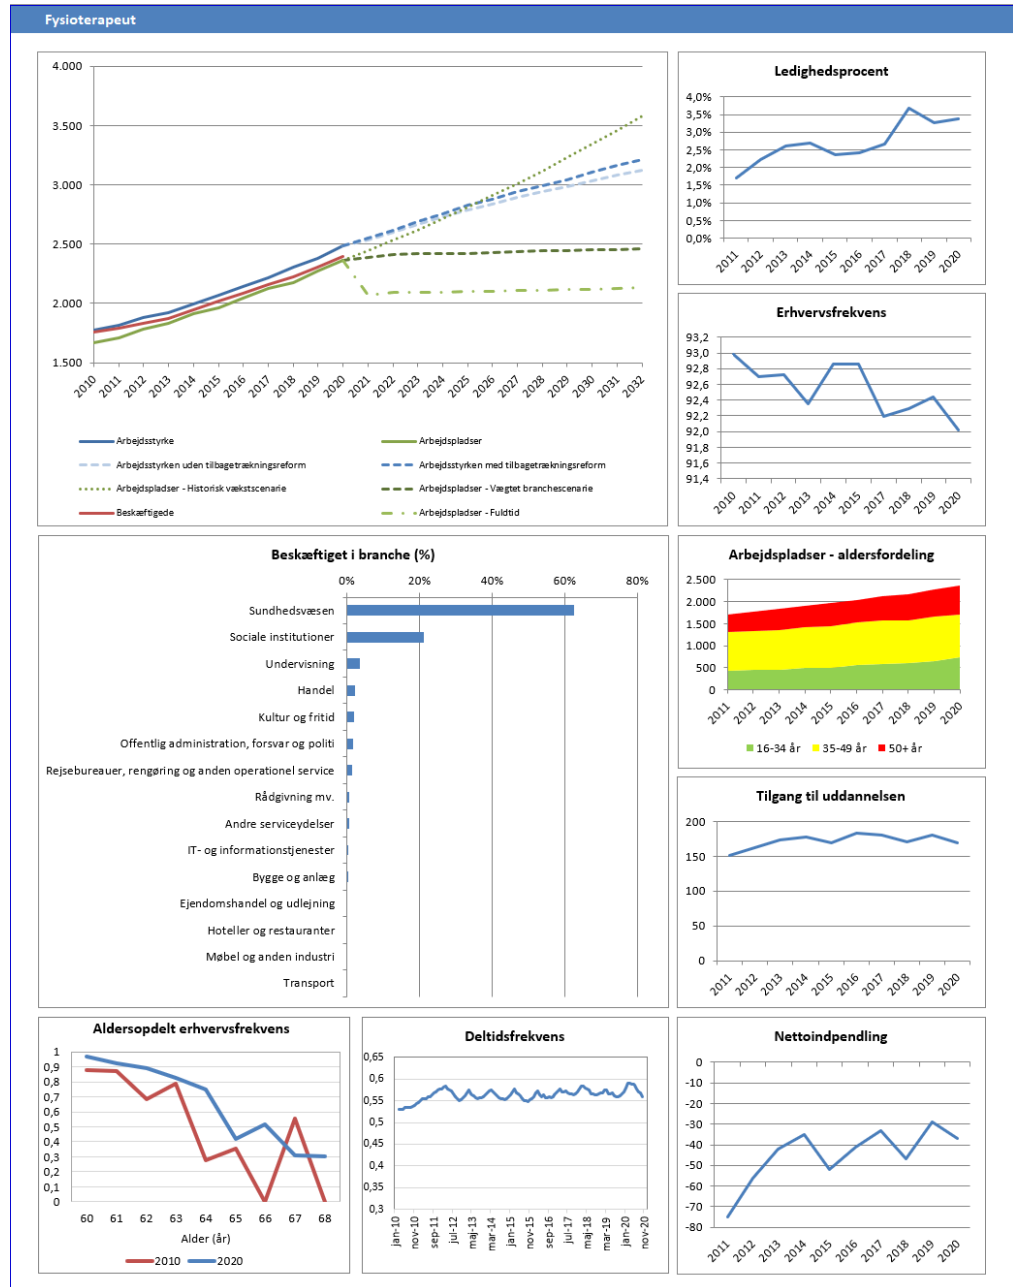 Fysioterapeut
4.000
3.500
3.000
2.500
2.000
1.500
2010 2011 2012 2013 2014 2015 2016 2017 2018 2019 2020 2021 2022 2023 2024 2025 2026 2027 2028 2029 2030 2031 2032
Arbejdsstyrke
Arbejdspladser
Arbejdsstyrken uden tilbagetrækningsreform
Arbejdsstyrken med tilbagetrækningsreform
Arbejdspladser - Historisk vækstscenarie
Arbejdspladser - Vægtet branchescenarie
Beskæftigede
Arbejdspladser - Fuldtid
Ledighedsprocent
4,0%
3,5%
3,0%
2,5%
2,0%
1,5%
1,0%
0,5%
0,0%
2011 2012 2013 2014 2015 2016 2017 2018 2019 2020
Erhvervsfrekvens
93,2
93,0
92,8
92,6
92,4
92,2
92,0
91,8
91,6
91,4
2010 2011 2012 2013 2014 2015 2017 2018 2019 2020
Beskæftiget i branche (%)
0% 20% 40% 60% 80%
Sundhedsvæsen
Sociale institutioner
Undervisning
Handel
Kultur og fritid
Offentlig administration, forsvar og politi
Rejsebureauer, rengøring og anden operationel service
Rådgivning mv.
Andre serviceydelser
IT- og informationstjenester
Bygge og anlæg
Ejendomshandel og udlejning
Hoteller og restauranter
Møbel og anden industri
Transport
Arbejdspladser - aldersfordeling
2.500
2.000
1.500
1.000
500
0
2011 2012 2013 2014 2015 2016 2017 2018 2019 2020
16-34 år 35-49 år 50+ år
Tilgang til uddannelsen
200
150
100
50
0
2011 2012 2013 2014 2015 2016 2017 2018 2019 2020
Aldersopdelt erhvervsfrekvens
1
0,9
0,8
0,7
0,6
0,5
0,4
0,3
0,2
0,1
0
60 61 62 63 64 65 66 67 68
Alder (år)
2010 2020
Deltidsfrekvens
0,65
0,6
0,55
0,5
0,45
0,4
0,35
0,3
jan-10 nov-10 sep-11 jul-12 maj-13 mar-14 jan-15 nov-15 sep-16 jul-17 maj-18 mar-19 jan-20 nov-20
Nettoindpendling
0
-10
-20
-30
-40
-50
-60
-70
-80
2011 2012 2013 2014 2015 2016 2017 2018 2019 2020